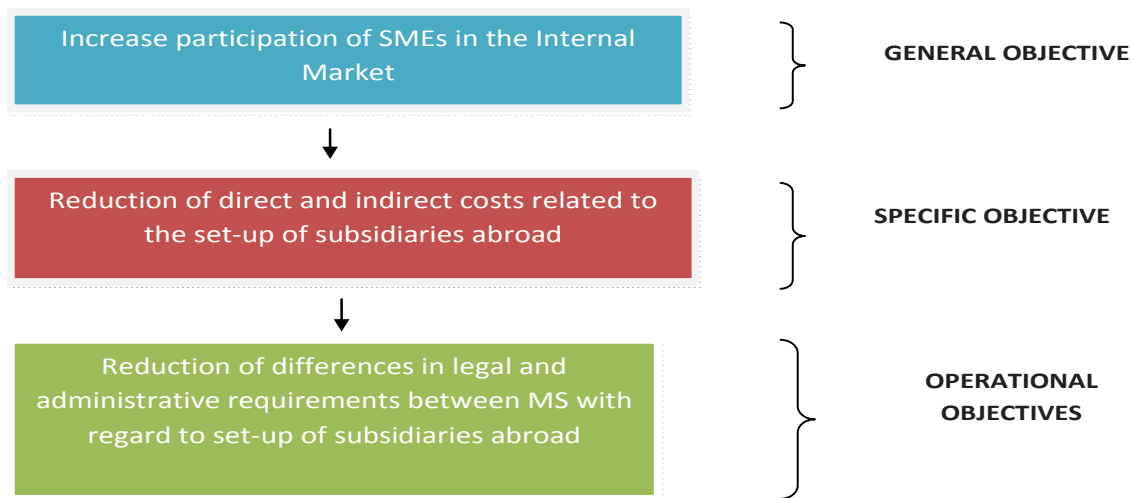 Increase participation of SMEs in the Internal
Market
GENERAL OBJECTIVE
Reduction of direct and indirect costs related to
the set-up of subsidiaries abroad
SPECIFIC OBJECTIVE
Reduction of differences in legal and
administrative requirements between MS with
regard to set-up of subsidiaries abroad
OPERATIONAL
OBJECTIVES